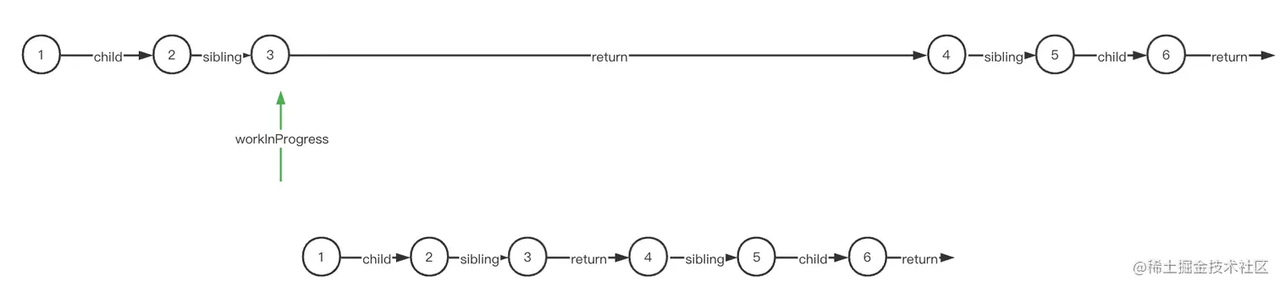 1 child 2 sibling 3 return 4 sibling 5 child 6 return
workInProgress
1 child 2 sibling 3 return 4 sibling 5 child 6 return
@稀土掘金技术社区